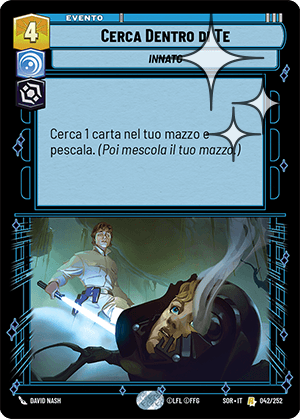 EVENTO
4
CERCA DENTRO DI TE
INNATO
Cerca 1 carta nel tuo mazzo e
pescala. (Poi mescola il tuo mazzo.)
DAVID NASH
©LFL ©FFG
SOR • IT
R
042/252